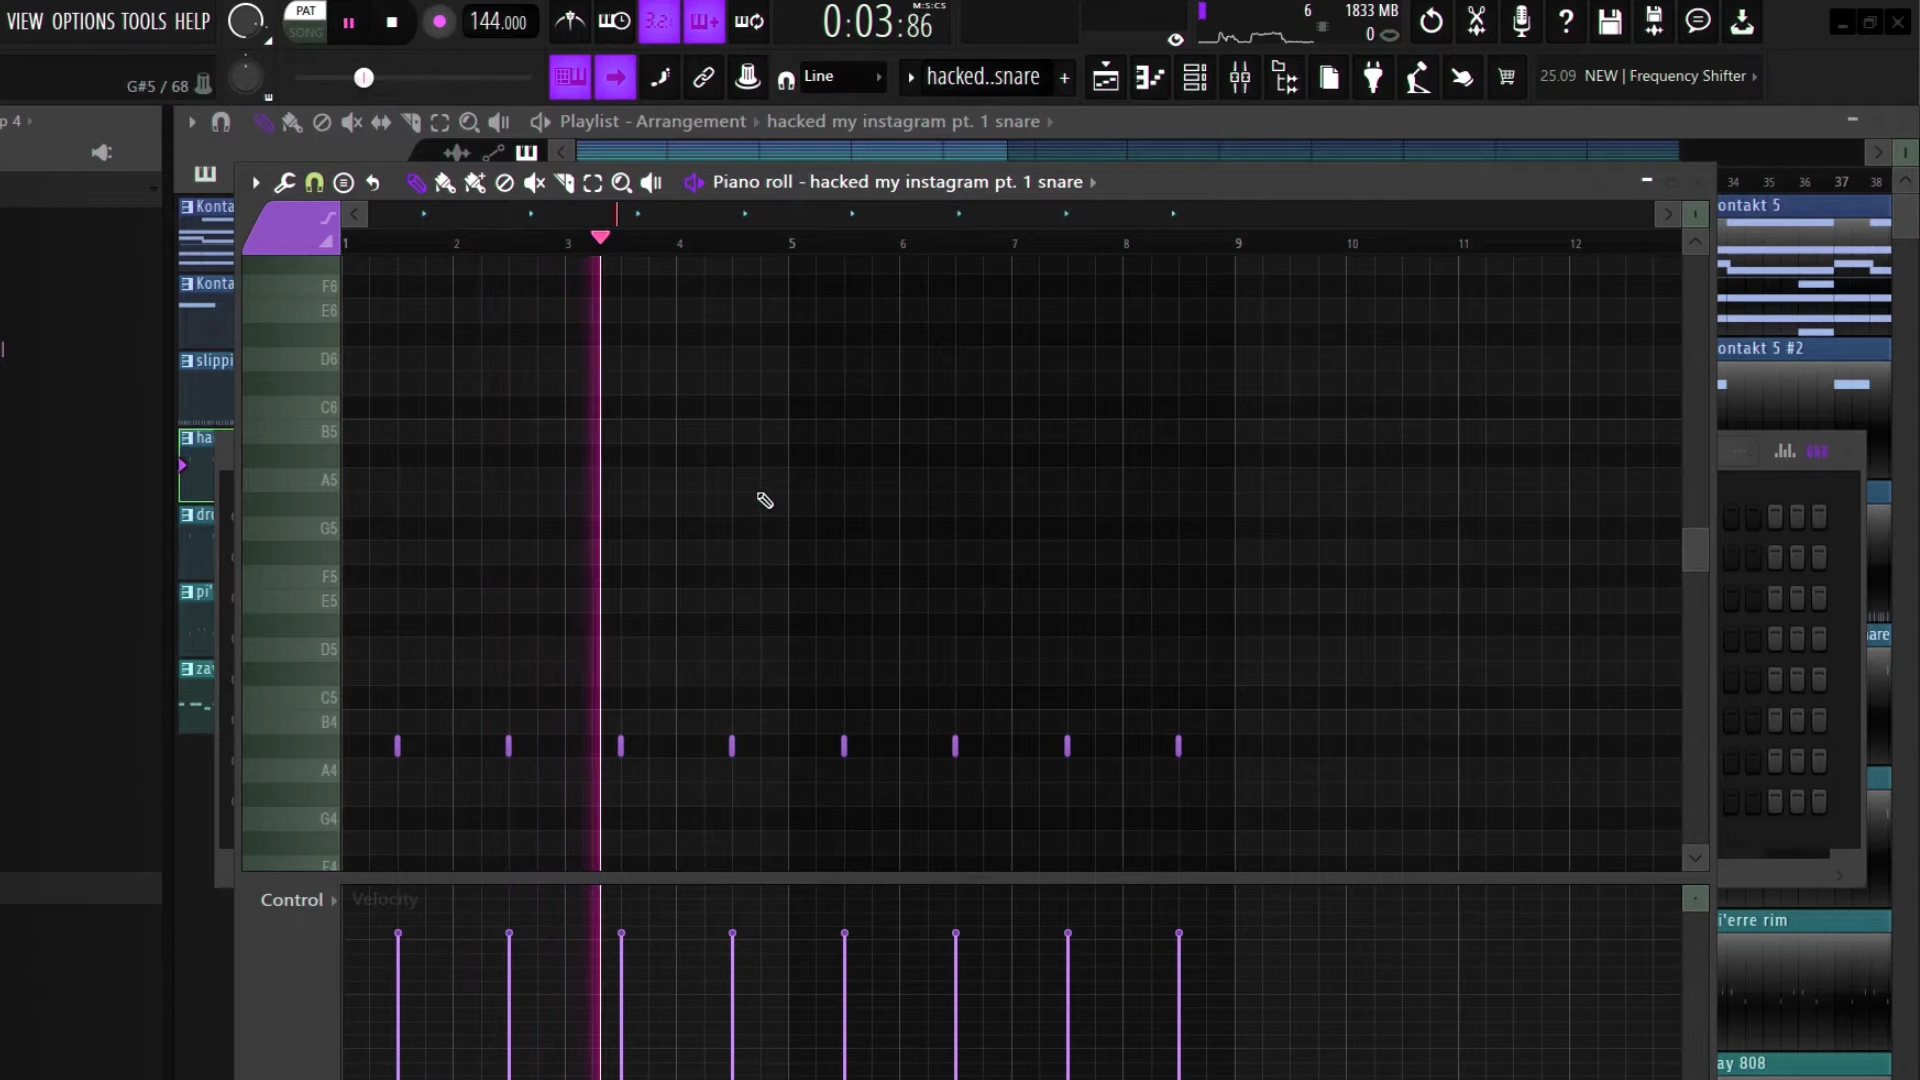 VIEW OPTIONS TOOLS HELP
PAT
SONG
144.000
3.2
0:03:86
M:S:CS
6
1833 MB
0
G#5 / 68
Line
hacked..snare
25.09 NEW | Frequency Shifter
p 4
Playlist - Arrangement
hacked my instagram pt. 1 snare
Piano roll - hacked my instagram pt. 1 snare
34 35 36 37 38
1 2 3 4 5 6 7 8 9 10 11 12
Konta
Konta
slippi
ha
dr
pi'
za
F6
E6
D6
C6
B5
A5
G5
F5
E5
D5
C5
B4
A4
G4
F4
Control
Velocity
ontakt 5
ontakt 5 #2
are
i'erre rim
ay 808